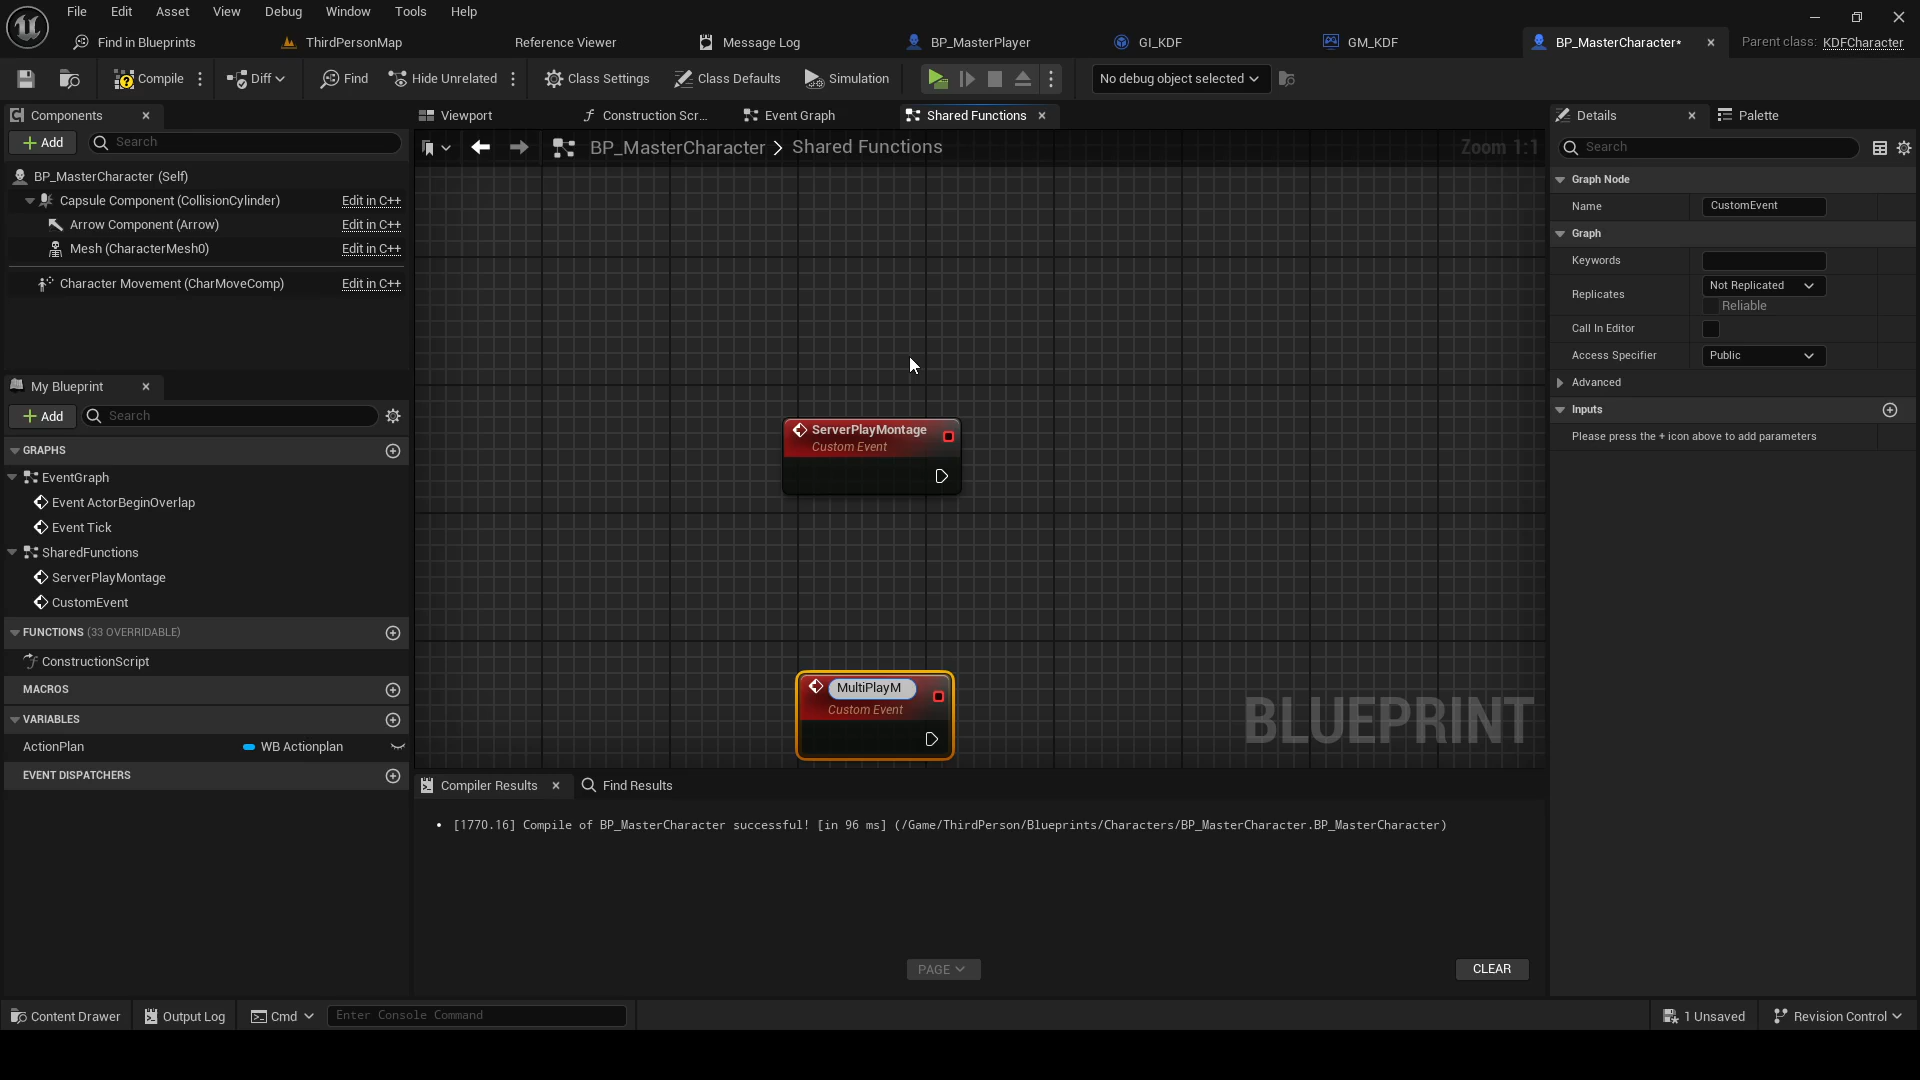 File Edit Asset View Debug Window Tools Help
Find in Blueprints ThirdPersonMap Reference Viewer Message Log BP_MasterPlayer GI_KDF GM_KDF BP_MasterCharacter* Parent class: KDFCharacter
Compile Diff Find Hide Unrelated Class Settings Class Defaults Simulation No debug object selected
Components
Add Search
BP_MasterCharacter (Self)
Capsule Component (CollisionCylinder) Edit in C++
Arrow Component (Arrow) Edit in C++
Mesh (CharacterMesh0) Edit in C++
Character Movement (CharMoveComp) Edit in C++
My Blueprint
Add Search
GRAPHS
EventGraph
Event ActorBeginOverlap
Event Tick
SharedFunctions
ServerPlayMontage
CustomEvent
FUNCTIONS (33 OVERRIDABLE)
ConstructionScript
MACROS
VARIABLES
ActionPlan WB Actionplan
EVENT DISPATCHERS
Viewport Construction Scr... Event Graph Shared Functions
BP_MasterCharacter > Shared Functions Zoom 1:1
ServerPlayMontage
Custom Event
MultiPlayM
Custom Event
BLUEPRINT
Compiler Results Find Results
[1770.16] Compile of BP_MasterCharacter successful! [in 96 ms] (/Game/ThirdPerson/Blueprints/Characters/BP_MasterCharacter.BP_MasterCharacter)
PAGE CLEAR
Details Palette
Search
Graph Node
Name CustomEvent
Graph
Keywords
Replicates Not Replicated
Reliable
Call In Editor
Access Specifier Public
Advanced
Inputs
Please press the + icon above to add parameters
Content Drawer Output Log Cmd Enter Console Command 1 Unsaved Revision Control